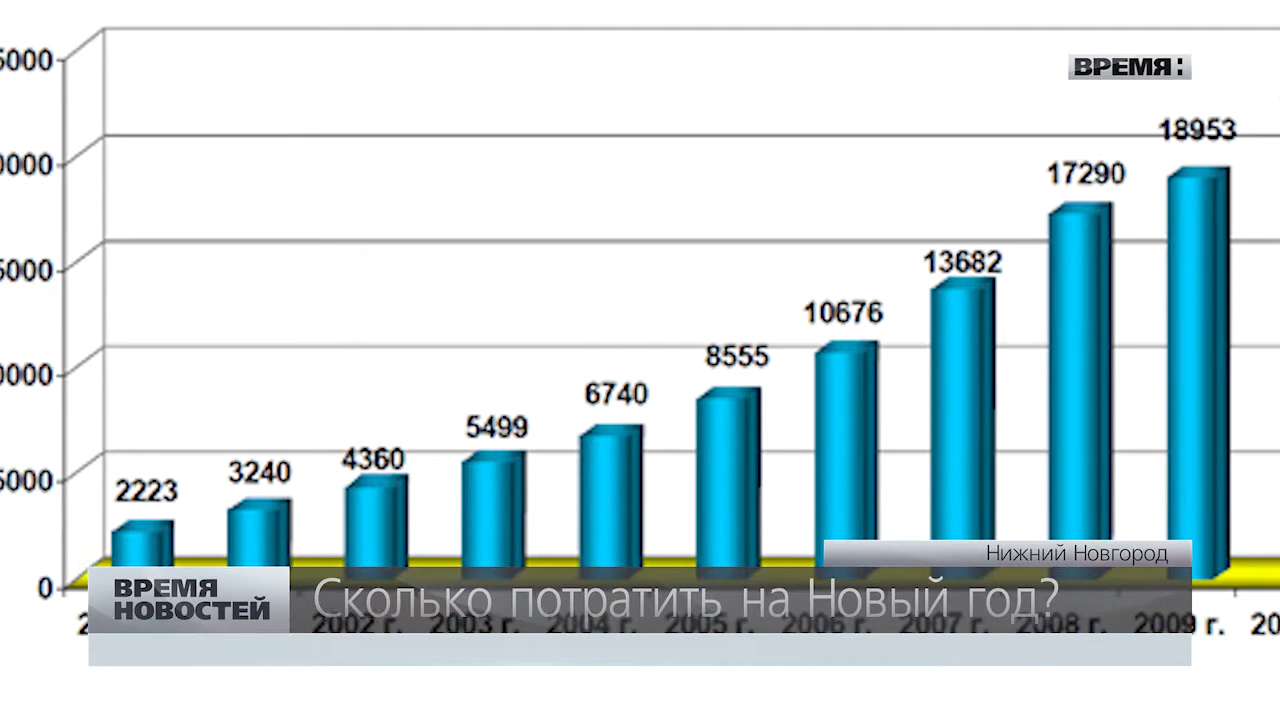 ВРЕМЯ:
18953
17290
13682
10676
8555
6740
5499
4360
3240
2223
0
Нижний Новгород
ВРЕМЯ
НОВОСТЕЙ
Сколько потратить на Новый год?
2002 г. 2003 г. 2004 г. 2005 г. 2006 г. 2007 г. 2008 г. 2009 г.